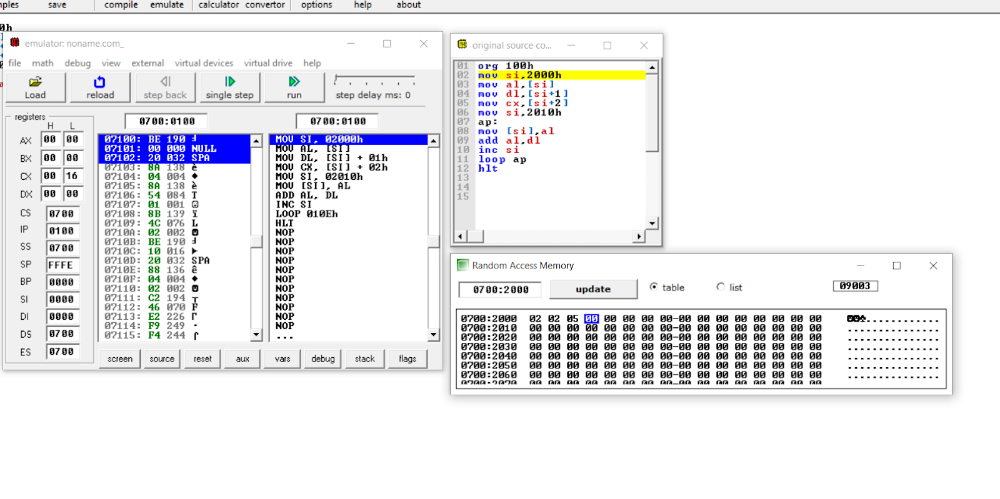 ples save compile emulate calculator convertor options help about
0h
emulator: noname.com_
file math debug view external virtual devices virtual drive help
Load reload step back single step run step delay ms: 0
registers
H L
AX 00 00
BX 00 00
CX 00 16
DX 00 00
CS 0700
IP 0100
SS 0700
SP FFFE
BP 0000
SI 0000
DI 0000
DS 0700
ES 0700
0700:0100
07100: BE 190 ╛
07101: 00 000 NULL
07102: 20 032 SPA
07103: 8A 138 è
07104: 04 004 ♦
07105: 8A 138 è
07106: 54 084 T
07107: 01 001 ☺
07108: 8B 139 ï
07109: 4C 076 L
0710A: 02 002 ☻
0710B: BE 190 ╛
0710C: 10 016 ►
0710D: 20 032 SPA
0710E: 88 136 ê
0710F: 04 004 ♦
07110: 02 002 ☻
07111: C2 194 ┬
07112: 46 070 F
07113: E2 226 Γ
07114: F9 249 ∙
07115: F4 244 ⌠
0700:0100
MOV SI, 02000h
MOV AL, [SI]
MOV DL, [SI] + 01h
MOV CX, [SI] + 02h
MOV SI, 02010h
MOV [SI], AL
ADD AL, DL
INC SI
LOOP 010Eh
HLT
NOP
NOP
NOP
NOP
NOP
NOP
NOP
NOP
NOP
NOP
NOP
...
screen source reset aux vars debug stack flags
original source co...
01 org 100h
02 mov si,2000h
03 mov al,[si]
04 mov dl,[si+1]
05 mov cx,[si+2]
06 mov si,2010h
07 ap:
08 mov [si],al
09 add al,dl
10 inc si
11 loop ap
12 hlt
13
14
15
Random Access Memory
0700:2000 update table list 09003
0700:2000 02 02 05 00 00 00 00 00-00 00 00 00 00 00 00 00 ☻☻♣.............
0700:2010 00 00 00 00 00 00 00 00-00 00 00 00 00 00 00 00 ................
0700:2020 00 00 00 00 00 00 00 00-00 00 00 00 00 00 00 00 ................
0700:2030 00 00 00 00 00 00 00 00-00 00 00 00 00 00 00 00 ................
0700:2040 00 00 00 00 00 00 00 00-00 00 00 00 00 00 00 00 ................
0700:2050 00 00 00 00 00 00 00 00-00 00 00 00 00 00 00 00 ................
0700:2060 00 00 00 00 00 00 00 00-00 00 00 00 00 00 00 00 ................
0700:2070 00 00 00 00 00 00 00 00-00 00 00 00 00 00 00 00